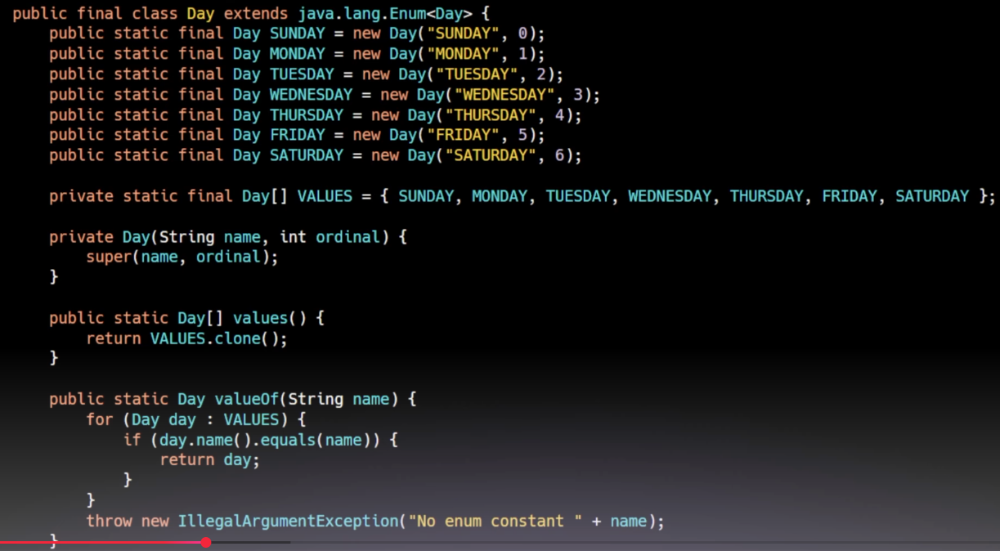 public final class Day extends java.lang.Enum<Day> {
    public static final Day SUNDAY = new Day("SUNDAY", 0);
    public static final Day MONDAY = new Day("MONDAY", 1);
    public static final Day TUESDAY = new Day("TUESDAY", 2);
    public static final Day WEDNESDAY = new Day("WEDNESDAY", 3);
    public static final Day THURSDAY = new Day("THURSDAY", 4);
    public static final Day FRIDAY = new Day("FRIDAY", 5);
    public static final Day SATURDAY = new Day("SATURDAY", 6);

    private static final Day[] VALUES = { SUNDAY, MONDAY, TUESDAY, WEDNESDAY, THURSDAY, FRIDAY, SATURDAY };

    private Day(String name, int ordinal) {
        super(name, ordinal);
    }

    public static Day[] values() {
        return VALUES.clone();
    }

    public static Day valueOf(String name) {
        for (Day day : VALUES) {
            if (day.name().equals(name)) {
                return day;
            }
        }
        throw new IllegalArgumentException("No enum constant " + name);
    }